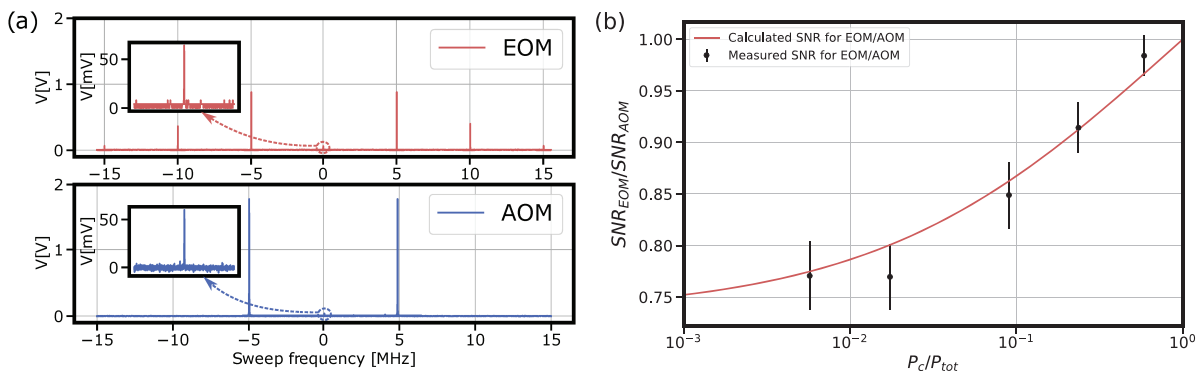 (a)
2
1
0
V[V]
50
0
V[mV]
EOM
−15 −10 −5 0 5 10 15
2
1
0
V[V]
50
0
V[mV]
AOM
−15 −10 −5 0 5 10 15
Sweep frequency [MHz]
(b)
Calculated SNR for EOM/AOM
Measured SNR for EOM/AOM
1.00
0.95
0.90
0.85
0.80
0.75
SNR_EOM/SNR_AOM
10⁻³ 10⁻² 10⁻¹ 10⁰
P_c/P_tot